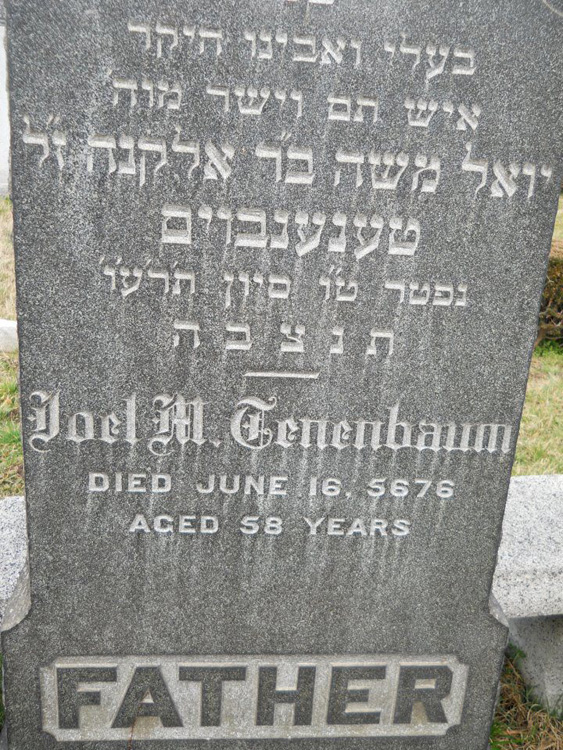 בעלי ואבינו היקר
איש תם וישר מוה
יואל משה בר אלקנה ז״ל
טענענבוים
נפטר ט״ו סיון תרע״ו
ת נ צ ב ה
Joel M. Tenenbaum
DIED JUNE 16, 5676
AGED 58 YEARS
FATHER